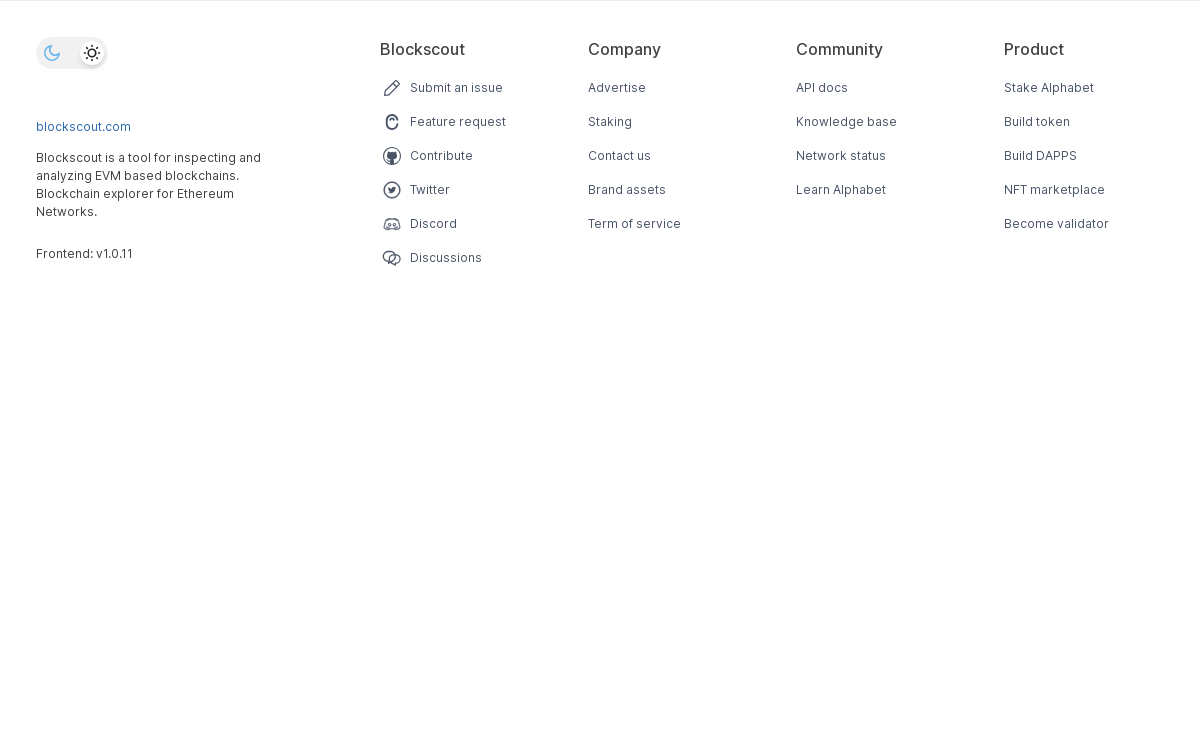 blockscout.com
Blockscout is a tool for inspecting and
analyzing EVM based blockchains.
Blockchain explorer for Ethereum
Networks.
Frontend: v1.0.11
Blockscout
Submit an issue
Feature request
Contribute
Twitter
Discord
Discussions
Company
Advertise
Staking
Contact us
Brand assets
Term of service
Community
API docs
Knowledge base
Network status
Learn Alphabet
Product
Stake Alphabet
Build token
Build DAPPS
NFT marketplace
Become validator